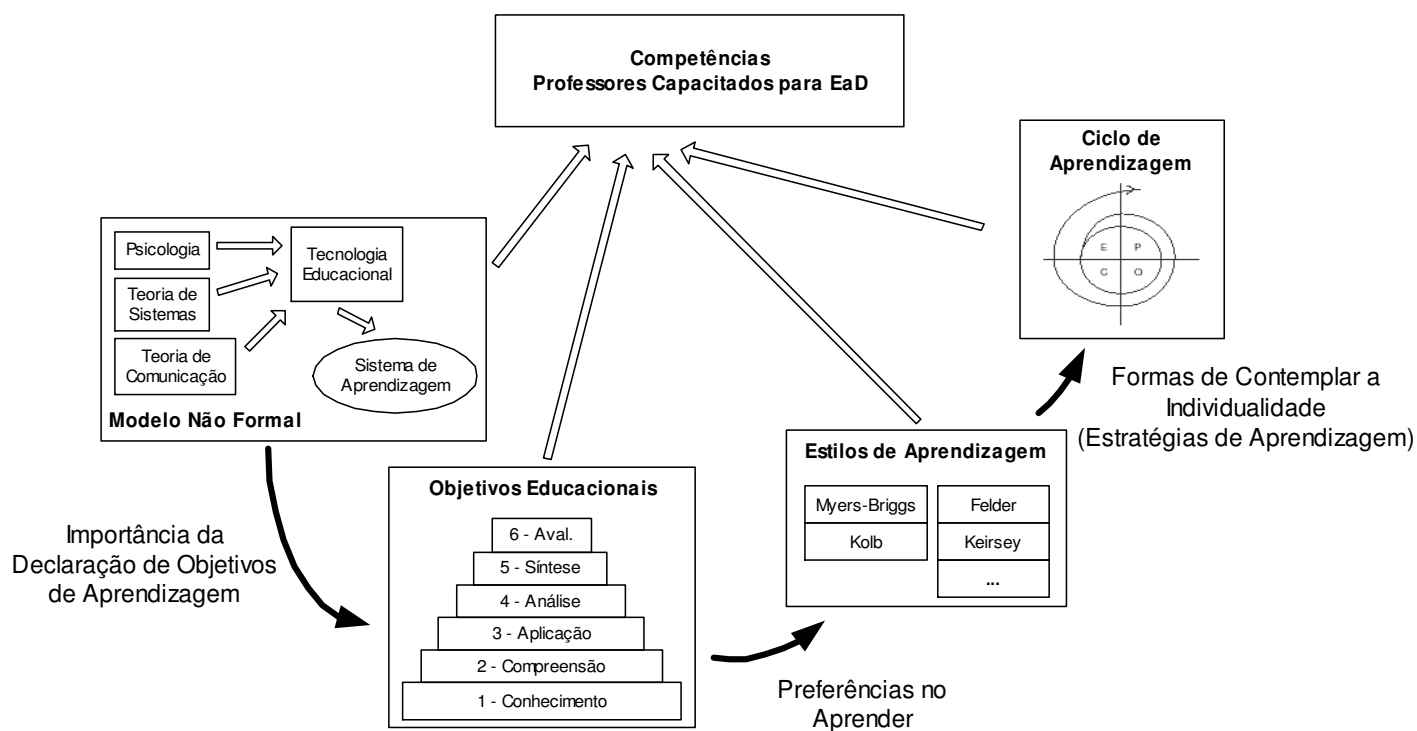 Competências
Professores Capacitados para EaD
Ciclo de
Aprendizagem
E
P
C
O
Psicologia
Teoria de
Sistemas
Teoria de
Comunicação
Tecnologia
Educacional
Sistema de
Aprendizagem
Modelo Não Formal
Importância da
Declaração de Objetivos
de Aprendizagem
Objetivos Educacionais
6 - Aval.
5 - Síntese
4 - Análise
3 - Aplicação
2 - Compreensão
1 - Conhecimento
Preferências no
Aprender
Estilos de Aprendizagem
Myers-Briggs
Kolb
Felder
Keirsey
...
Formas de Contemplar a
Individualidade
(Estratégias de Aprendizagem)